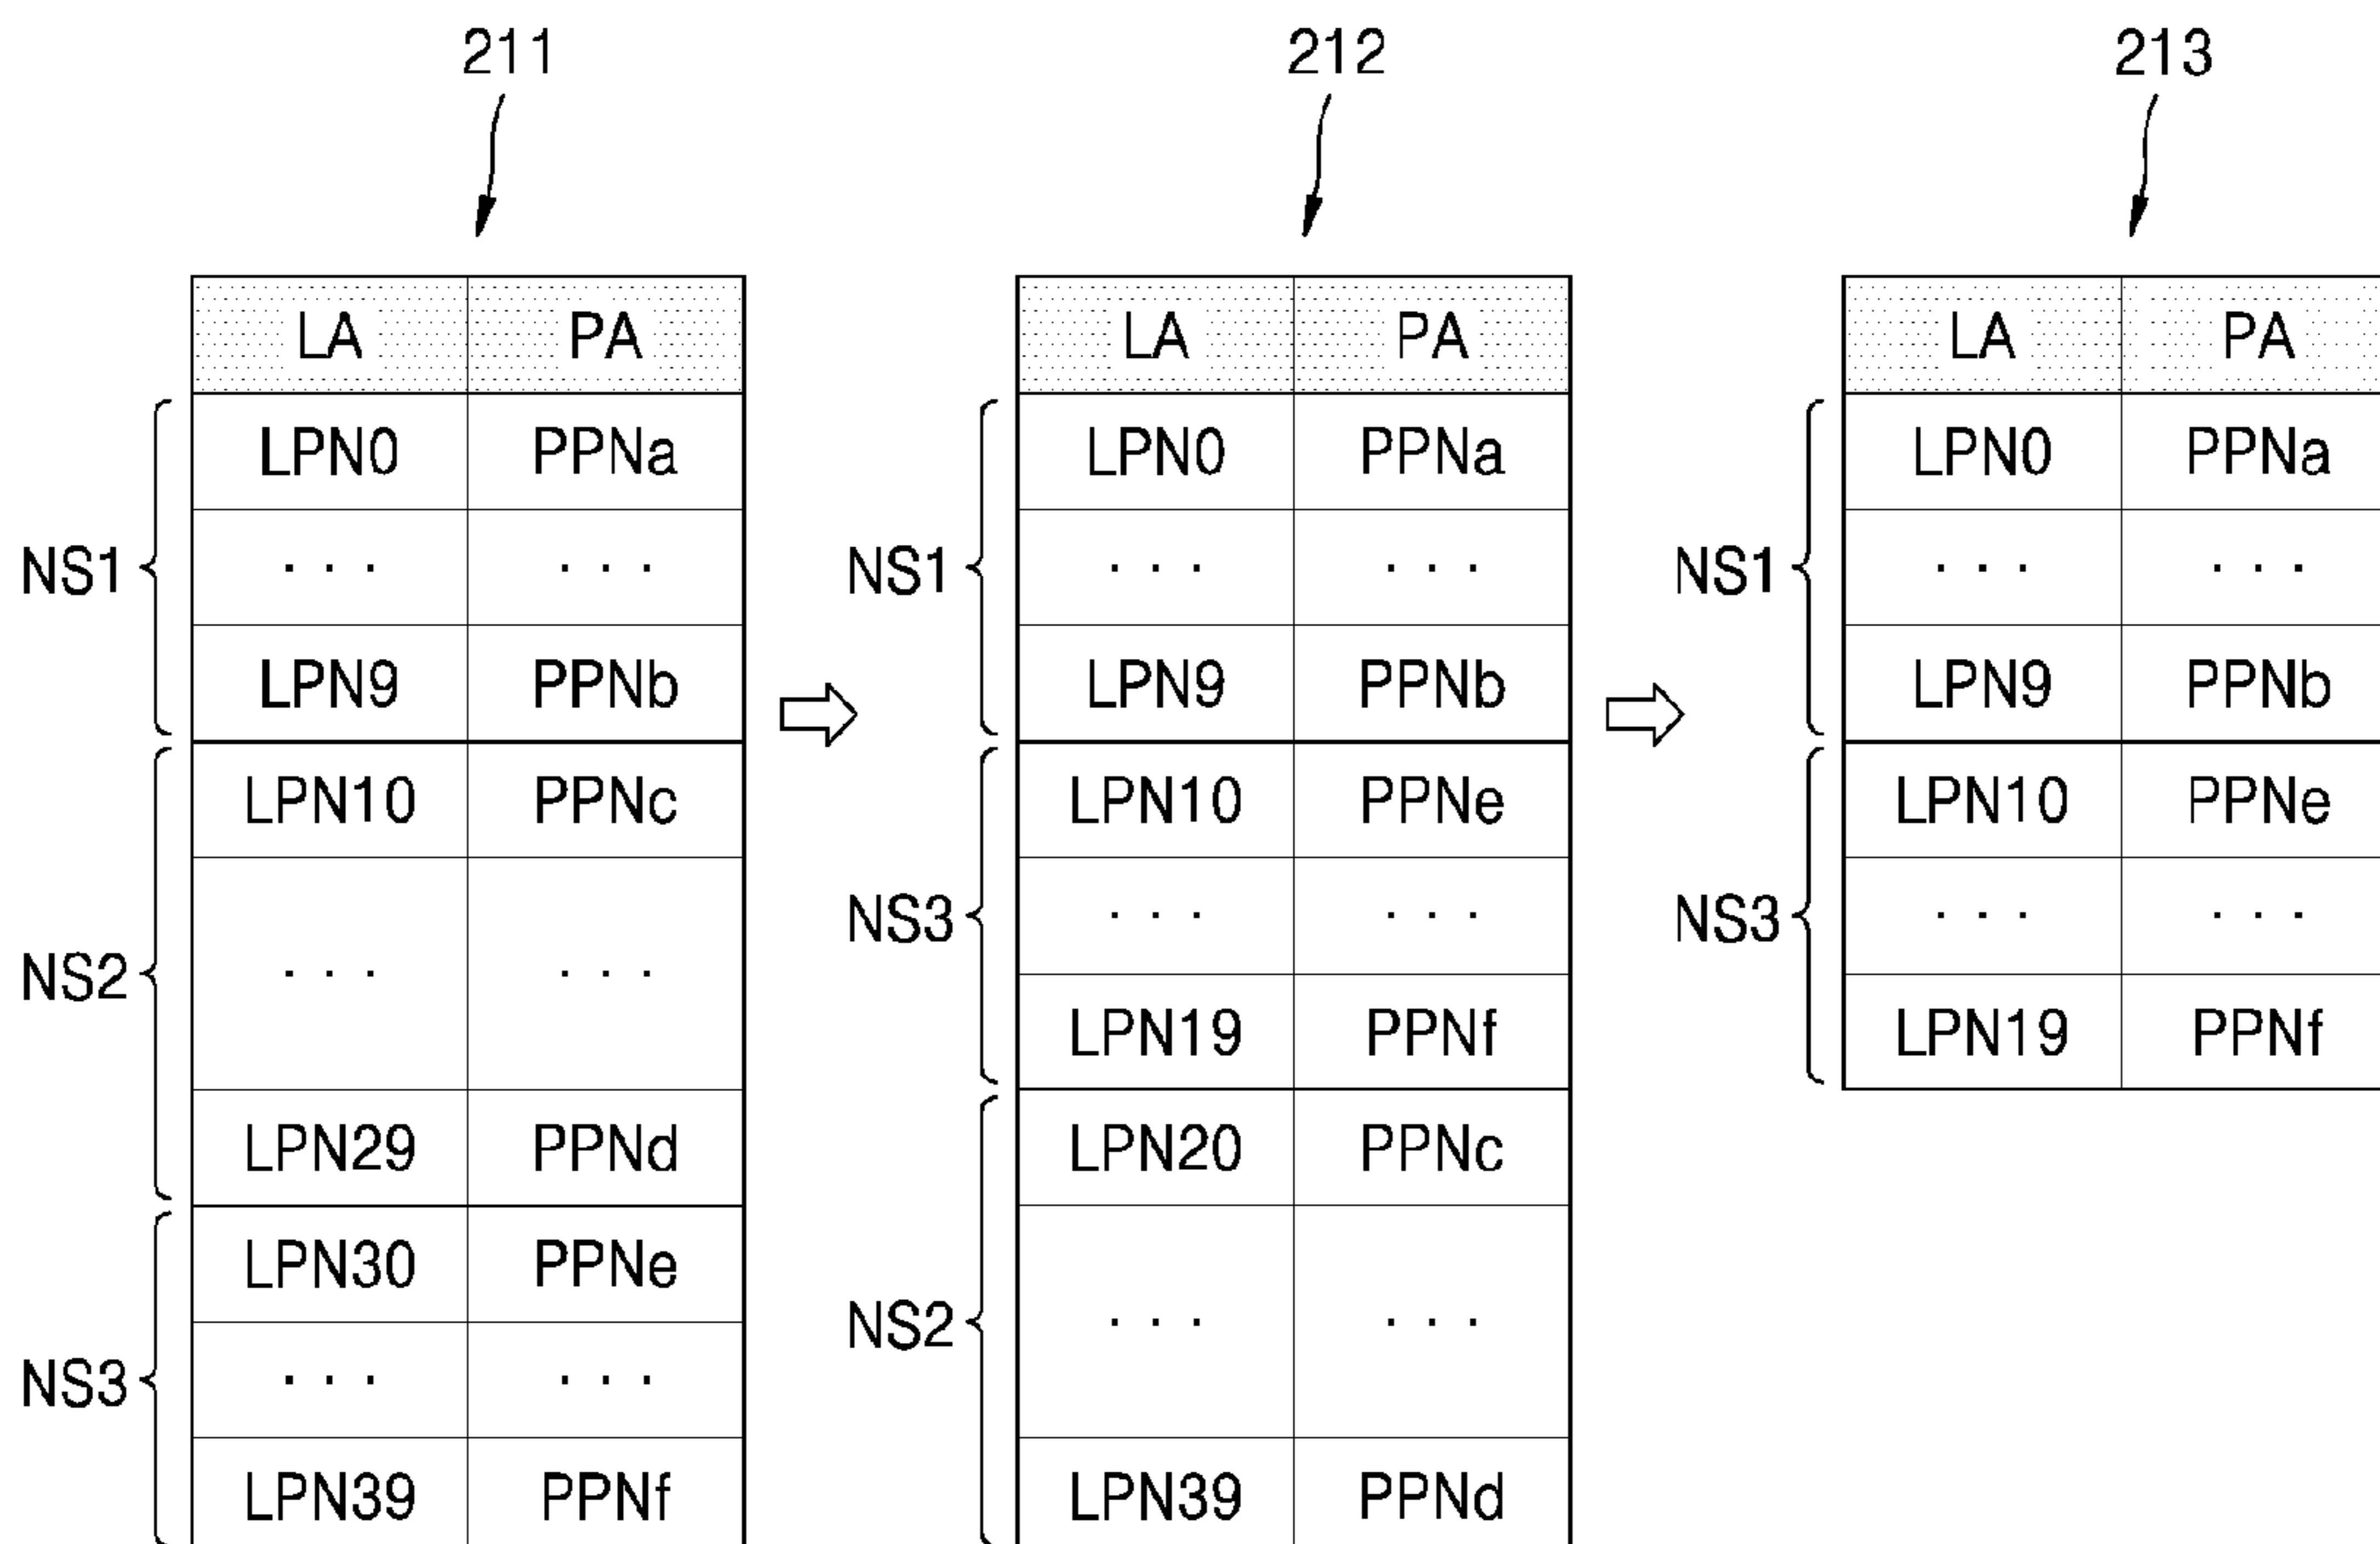 211 212 213
LA PA LA PA LA PA
LPN0 PPNa LPN0 PPNa LPN0 PPNa
NS1 . . . . . . NS1 . . . . . . NS1 . . . . . .
LPN9 PPNb LPN9 PPNb LPN9 PPNb
LPN10 PPNc LPN10 PPNe LPN10 PPNe
NS3 . . . . . . NS3 . . . . . .
NS2 . . . . . .
LPN19 PPNf LPN19 PPNf
LPN29 PPNd LPN20 PPNc
LPN30 PPNe
NS2 . . . . . .
NS3 . . . . . .
LPN39 PPNf LPN39 PPNd